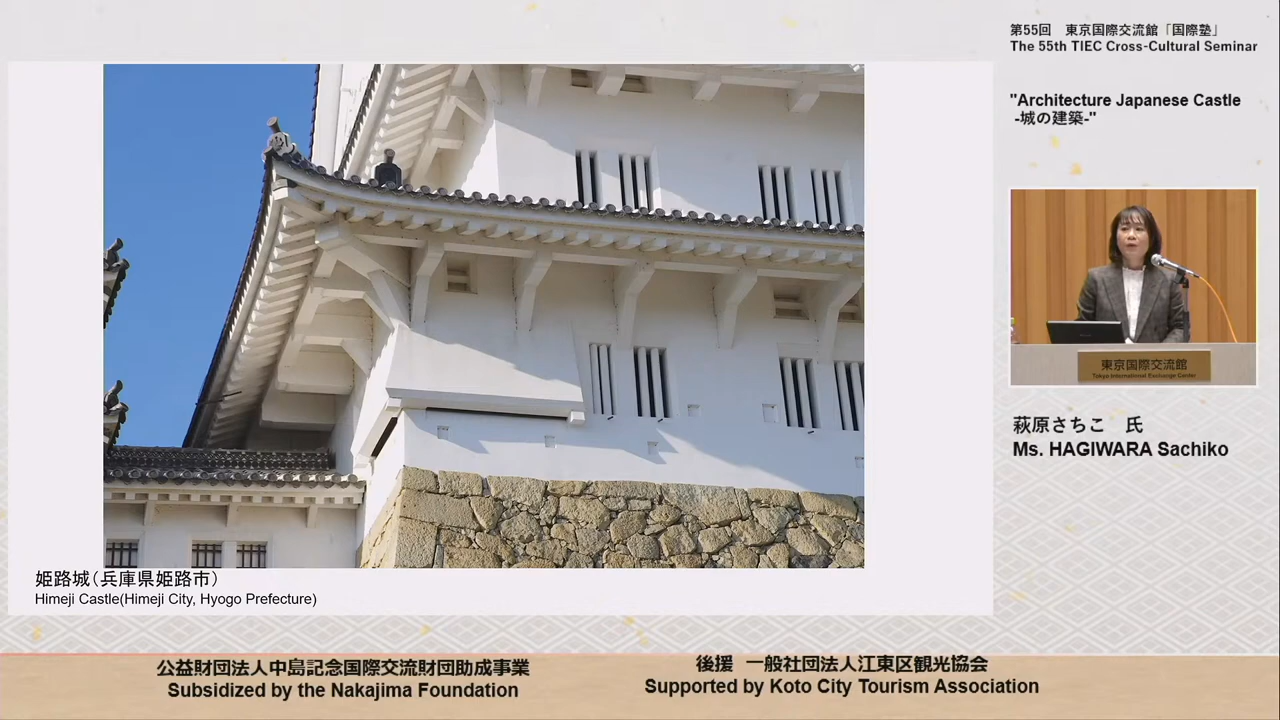 第55回　東京国際交流館「国際塾」
The 55th TIEC Cross-Cultural Seminar
"Architecture Japanese Castle
-城の建築-"
東京国際交流館
Tokyo International Exchange Center
萩原さちこ　氏
Ms. HAGIWARA Sachiko
姫路城（兵庫県姫路市）
Himeji Castle(Himeji City, Hyogo Prefecture)
公益財団法人中島記念国際交流財団助成事業
Subsidized by the Nakajima Foundation
後援　一般社団法人江東区観光協会
Supported by Koto City Tourism Association